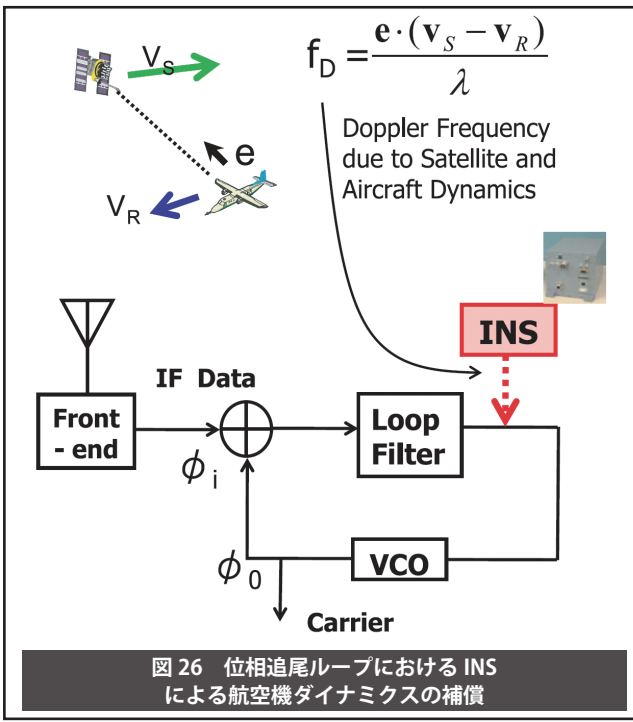 V_S
f_D = e·(v_S − v_R) / λ
e
V_R
Doppler Frequency
due to Satellite and
Aircraft Dynamics
INS
IF Data
Front
- end
ϕ_i
Loop
Filter
ϕ_0
VCO
Carrier
図 26 位相追尾ループにおける INS
による航空機ダイナミクスの補償